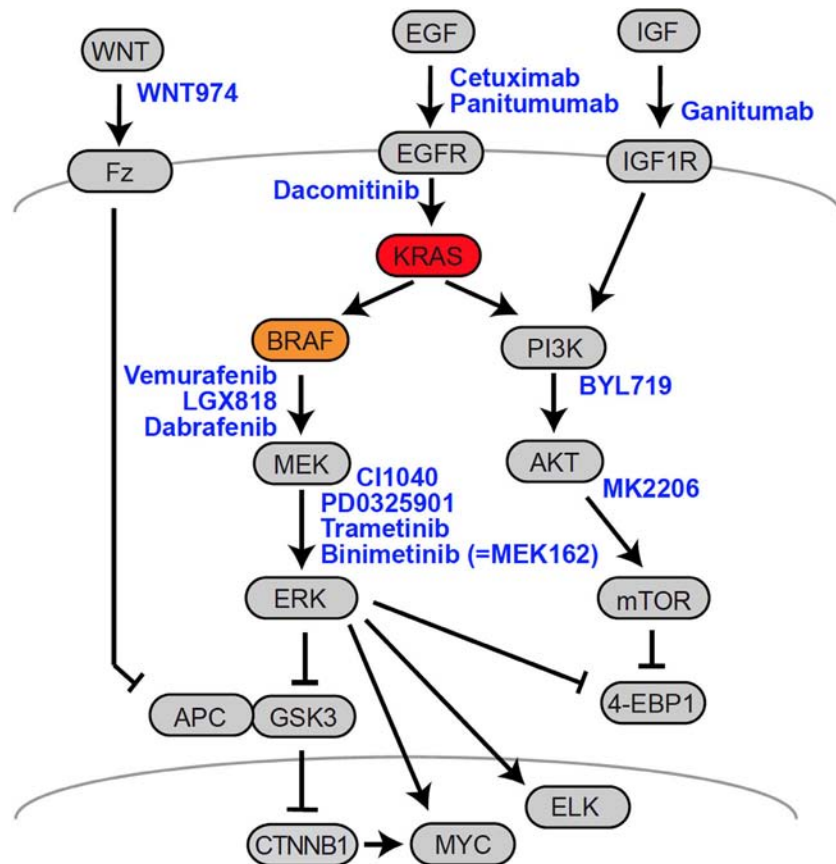 WNT
EGF
IGF
WNT974
Cetuximab
Panitumumab
Ganitumab
Fz
EGFR
IGF1R
Dacomitinib
KRAS
BRAF
PI3K
Vemurafenib
LGX818
Dabrafenib
BYL719
MEK
AKT
CI1040
PD0325901
Trametinib
Binimetinib (=MEK162)
MK2206
ERK
mTOR
APC
GSK3
4-EBP1
ELK
CTNNB1
MYC